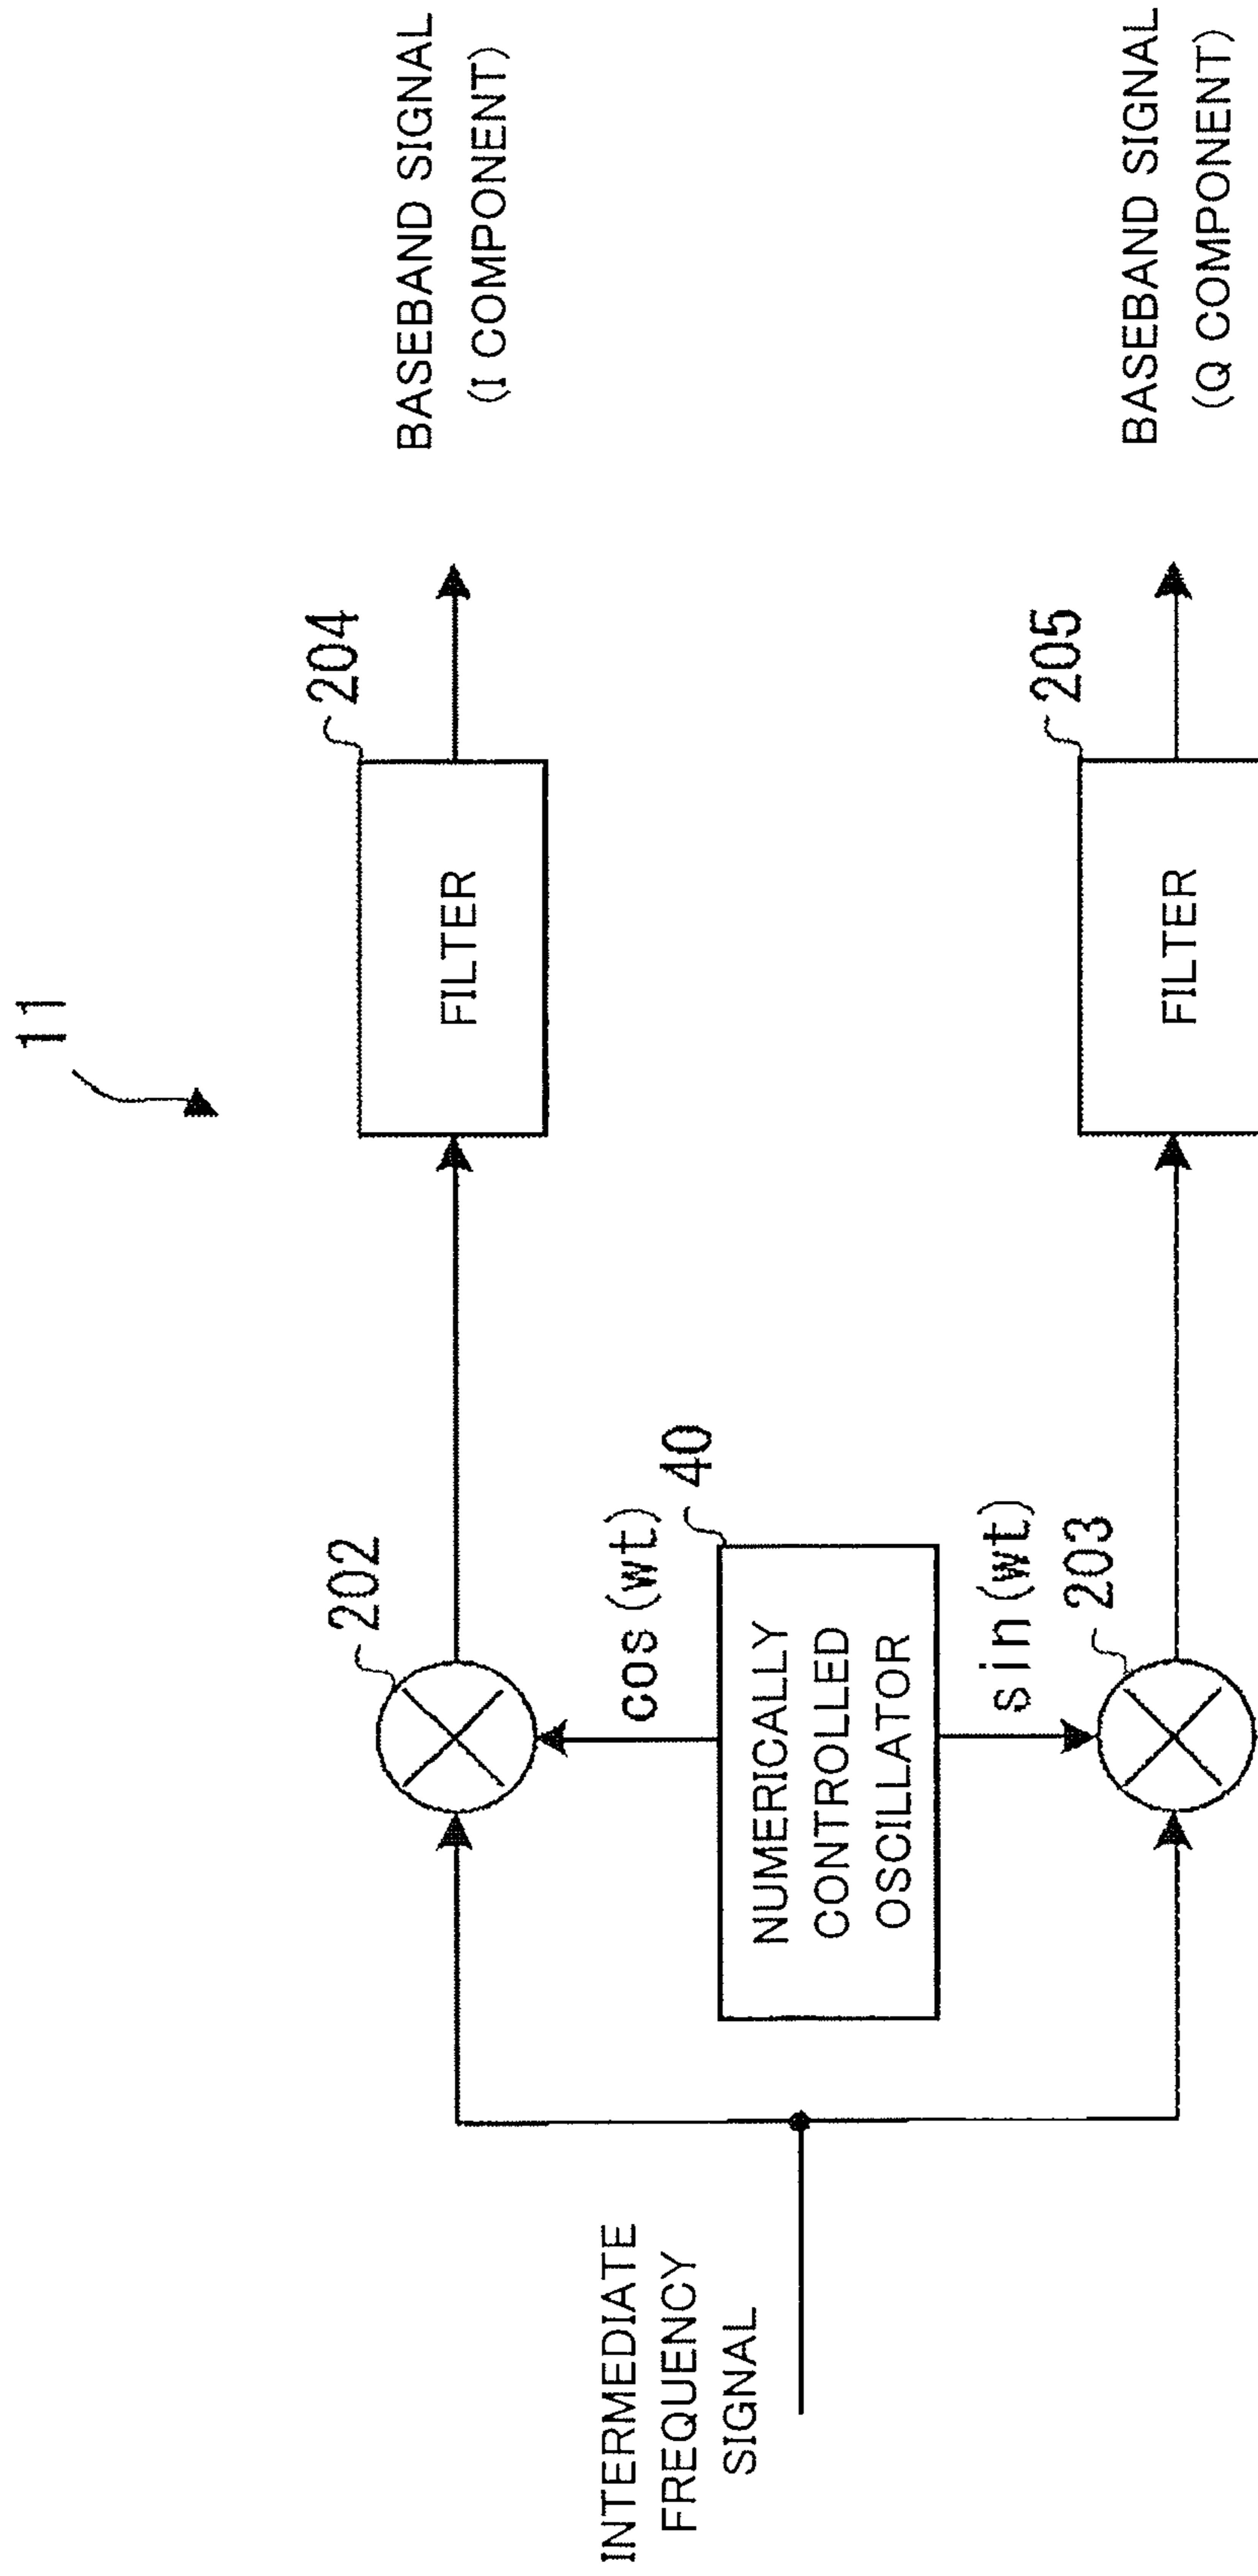 11
INTERMEDIATE
FREQUENCY
SIGNAL
202
cos (wt)
40
NUMERICALLY
CONTROLLED
OSCILLATOR
sin (wt)
203
204
FILTER
BASEBAND SIGNAL
(I COMPONENT)
205
FILTER
BASEBAND SIGNAL
(Q COMPONENT)